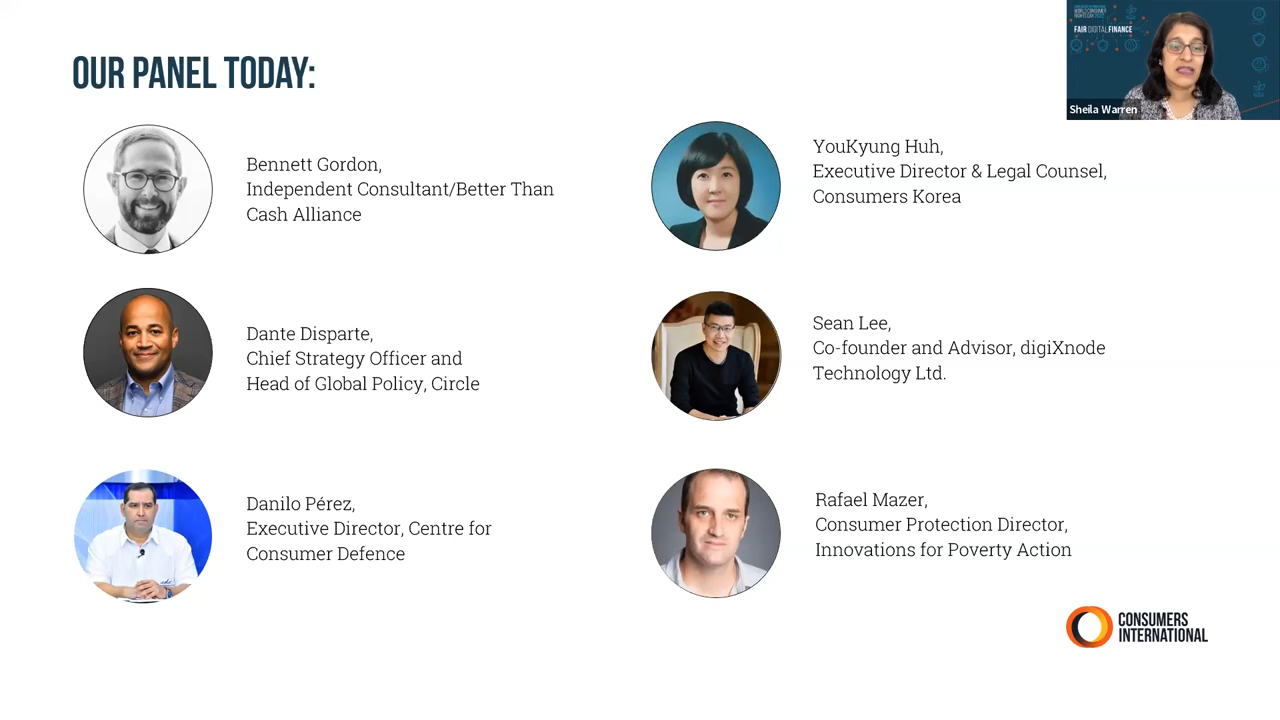 OUR PANEL TODAY:
Bennett Gordon,
Independent Consultant/Better Than
Cash Alliance
Dante Disparte,
Chief Strategy Officer and
Head of Global Policy, Circle
Danilo Pérez,
Executive Director, Centre for
Consumer Defence
YouKyung Huh,
Executive Director & Legal Counsel,
Consumers Korea
Sean Lee,
Co-founder and Advisor, digiXnode
Technology Ltd.
Rafael Mazer,
Consumer Protection Director,
Innovations for Poverty Action
CONSUMERS
INTERNATIONAL
FAIR DIGITAL FINANCE
Sheila Warren